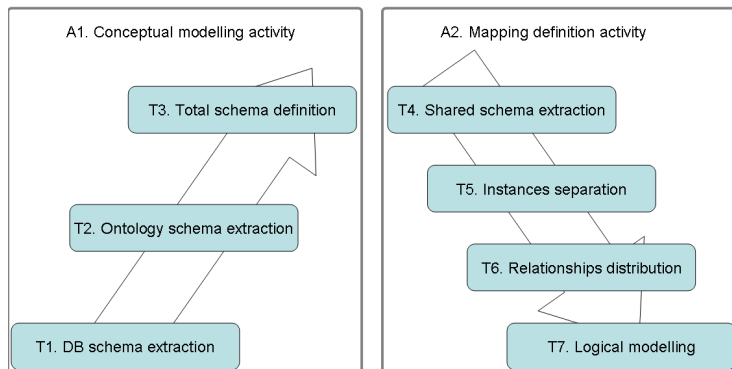 A1. Conceptual modelling activity
T3. Total schema definition
T2. Ontology schema extraction
T1. DB schema extraction
A2. Mapping definition activity
T4. Shared schema extraction
T5. Instances separation
T6. Relationships distribution
T7. Logical modelling